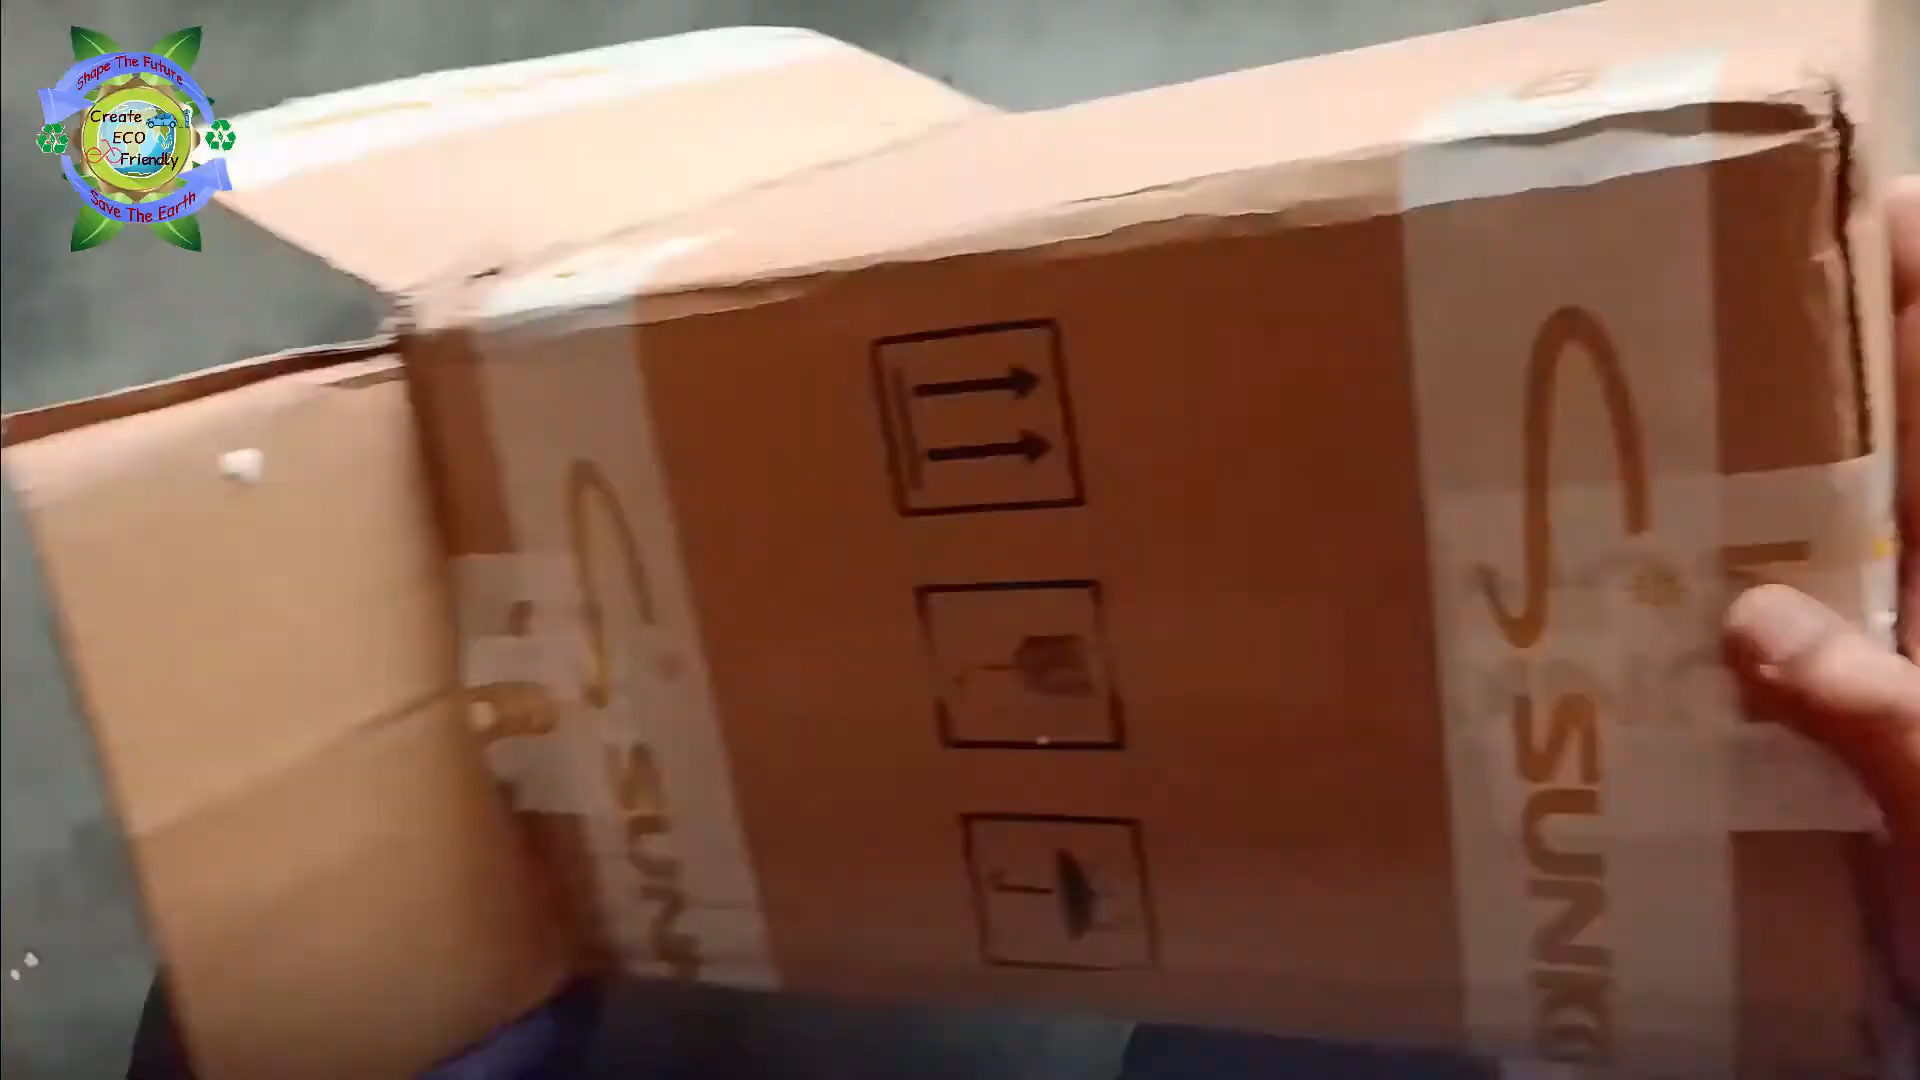 Shape The Future
Create
ECO
Friendly
Save The Earth
SUNK